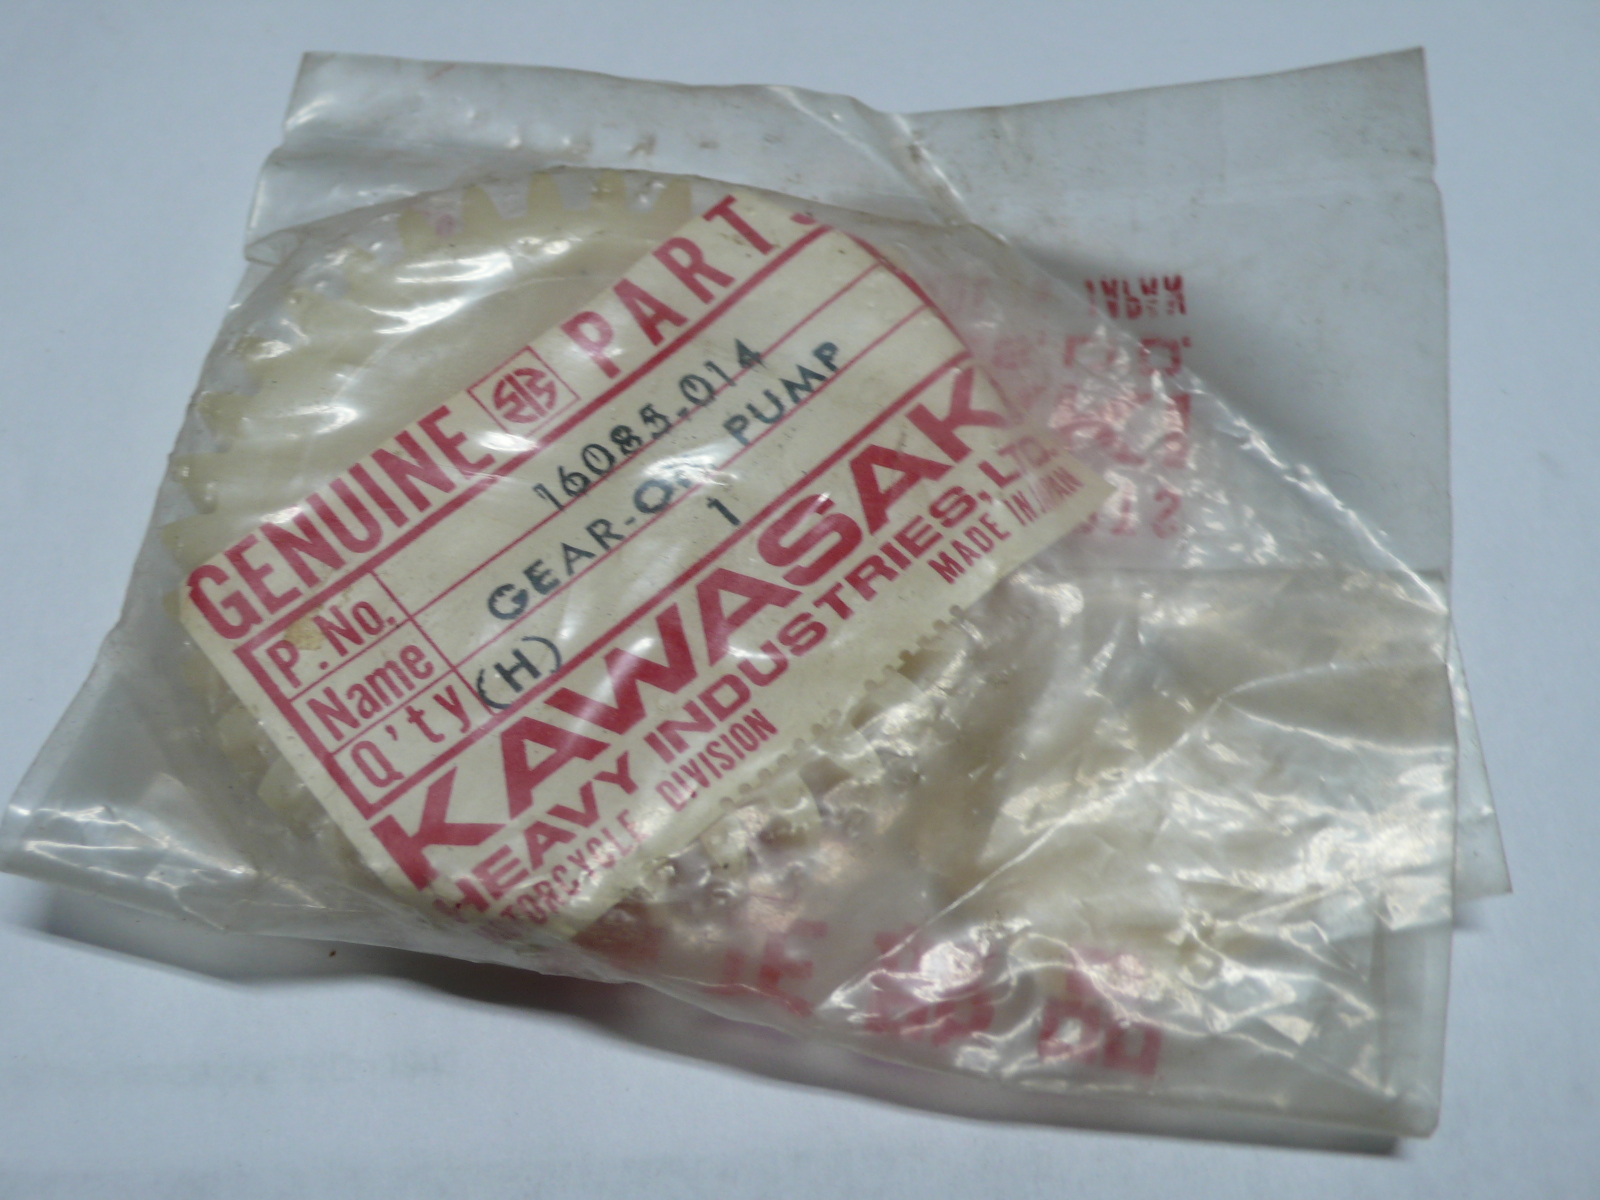 GENUINE PARTS
P. No. 16085-014
Name GEAR-OIL PUMP
Q'ty (H) 1
KAWASAKI
HEAVY INDUSTRIES, LTD.
MOTORCYCLE DIVISION MADE IN JAPAN